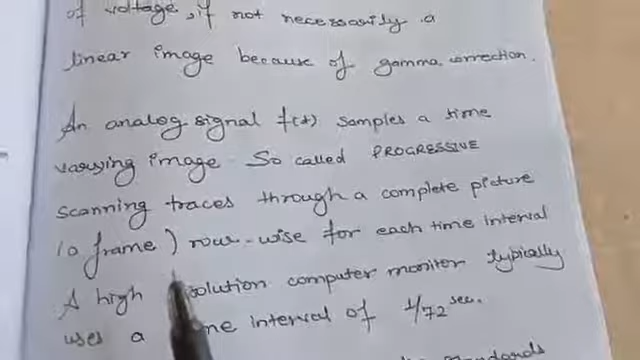 of voltage, if not necessarily a
linear image because of gamma correction.
An analog signal f(t) samples a time
varying image. So called PROGRESSIVE
scanning traces through a complete picture
(a frame) row-wise for each time interval
A high solution computer monitor typically
uses a me interval of 1/72 sec.